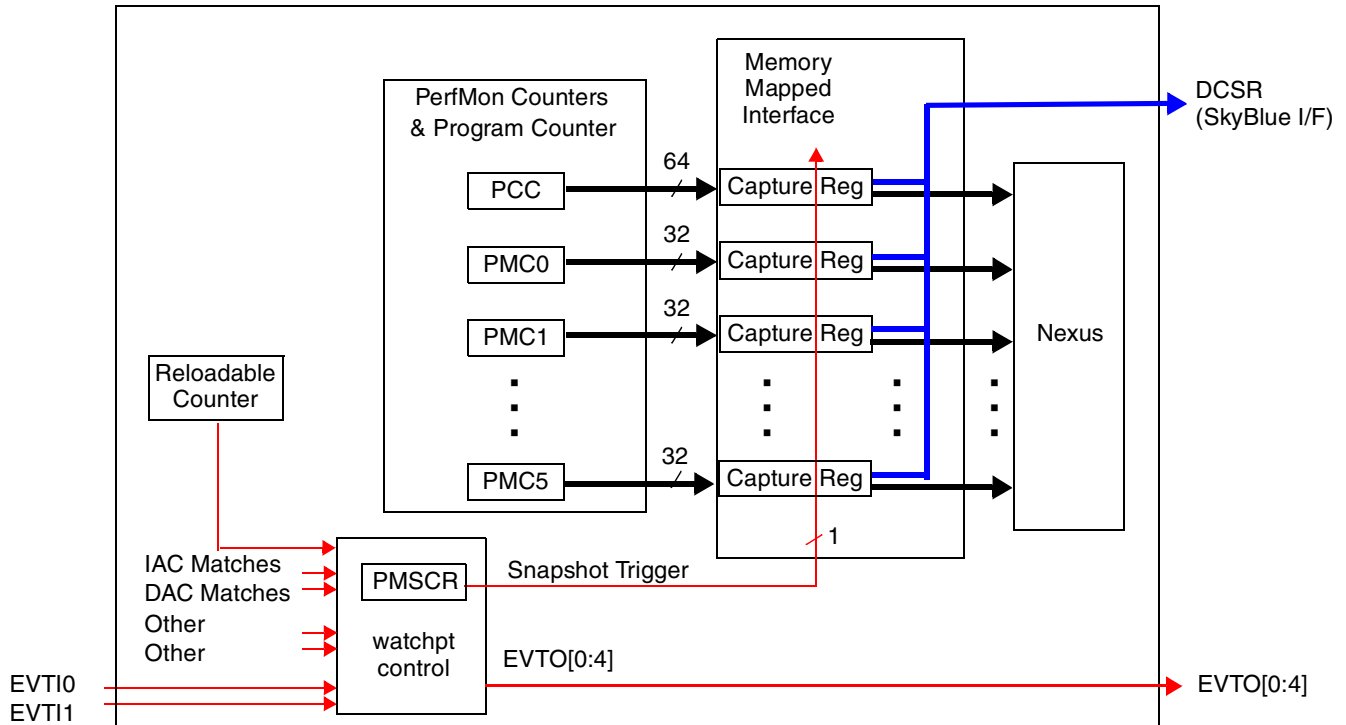 Memory
Mapped
Interface
PerfMon Counters
& Program Counter
DCSR
(SkyBlue I/F)
PCC
64
Capture Reg
PMC0
32
Capture Reg
PMC1
32
Capture Reg
Nexus
Reloadable
Counter
PMC5
32
Capture Reg
1
IAC Matches
DAC Matches
Other
Other
PMSCR
Snapshot Trigger
watchpt
control
EVTO[0:4]
EVTI0
EVTI1
EVTO[0:4]